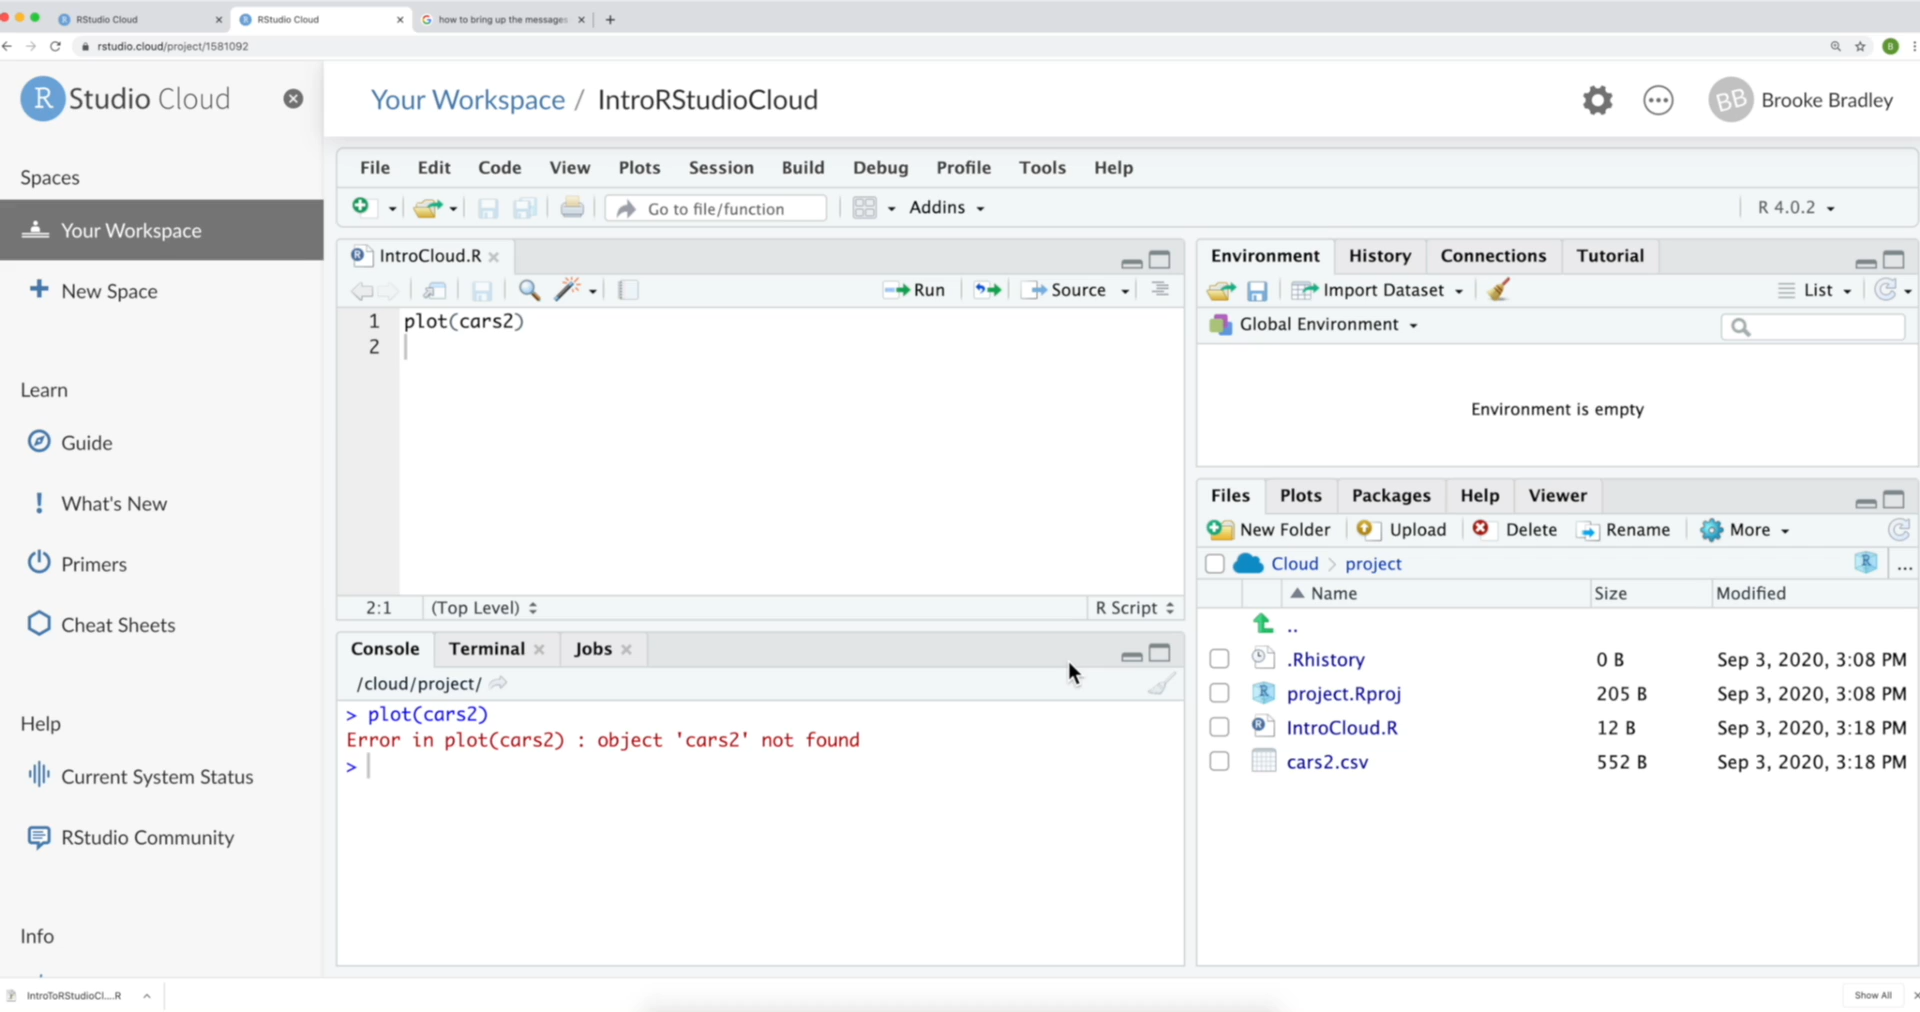 RStudio Cloud
RStudio Cloud
how to bring up the messages
rstudio.cloud/project/1581092
B
R Studio Cloud
Your Workspace / IntroRStudioCloud
BB Brooke Bradley
Spaces
Your Workspace
New Space
Learn
Guide
What's New
Primers
Cheat Sheets
Help
Current System Status
RStudio Community
Info
File Edit Code View Plots Session Build Debug Profile Tools Help
Go to file/function
Addins
R 4.0.2
IntroCloud.R
Run
Source
1 plot(cars2)
2
2:1 (Top Level)
R Script
Console Terminal Jobs
/cloud/project/
> plot(cars2)
Error in plot(cars2) : object 'cars2' not found
>
Environment History Connections Tutorial
Import Dataset
List
Global Environment
Environment is empty
Files Plots Packages Help Viewer
New Folder Upload Delete Rename More
Cloud > project
...
Name Size Modified
..
.Rhistory 0 B Sep 3, 2020, 3:08 PM
project.Rproj 205 B Sep 3, 2020, 3:08 PM
IntroCloud.R 12 B Sep 3, 2020, 3:18 PM
cars2.csv 552 B Sep 3, 2020, 3:18 PM
IntroToRStudioCl....R
Show All